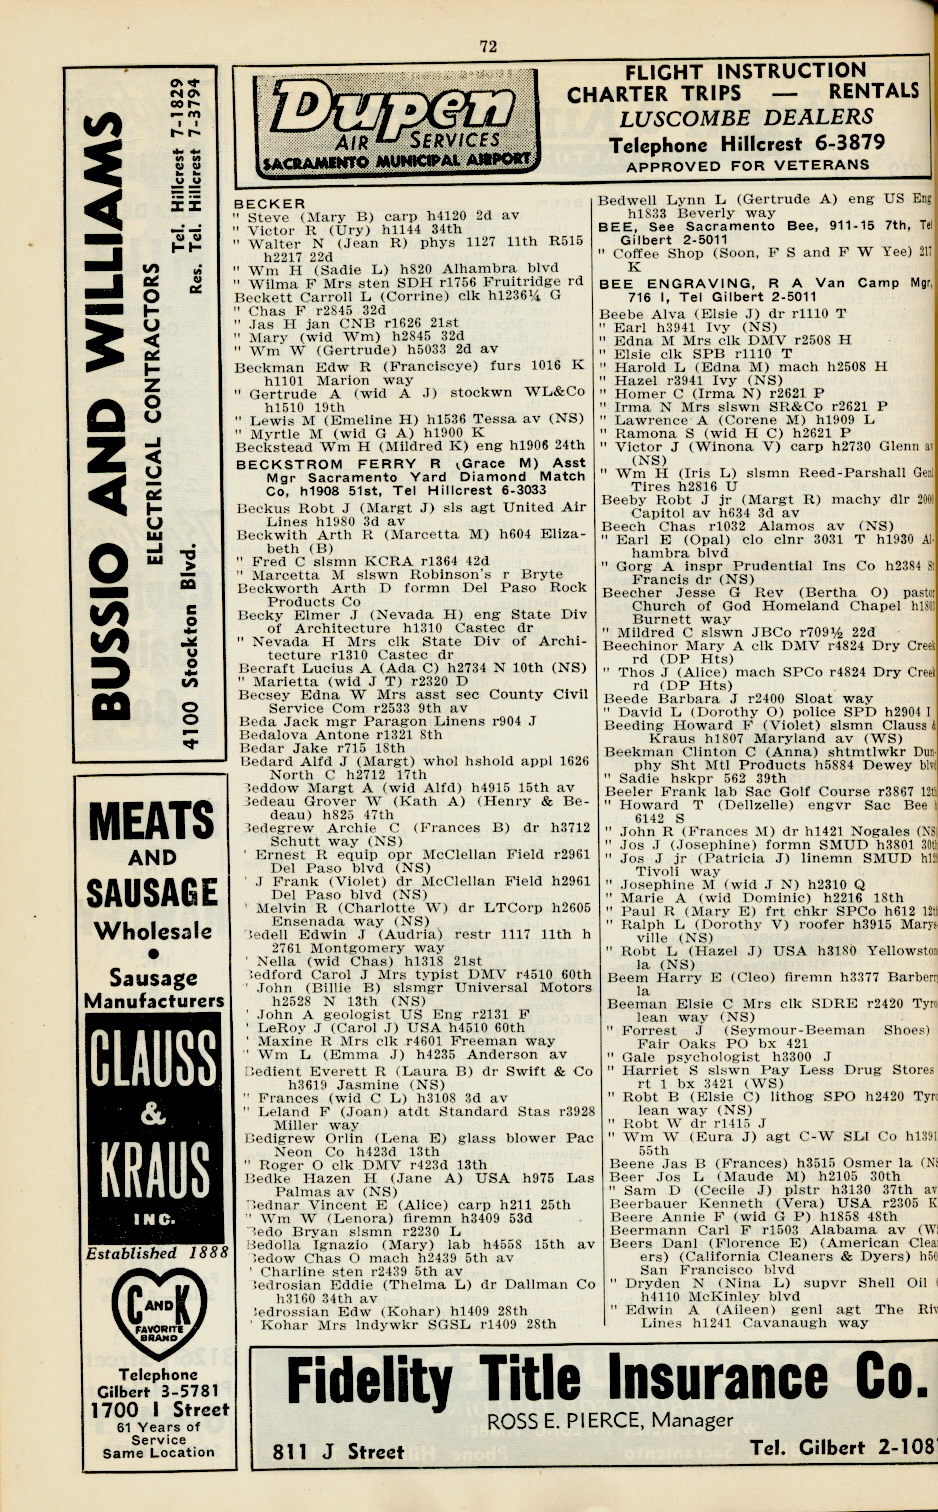 72
BUSSIO AND WILLIAMS
ELECTRICAL CONTRACTORS
4100 Stockton Blvd.
Tel. Hillcrest 7-1829
Res. Tel. Hillcrest 7-3794
MEATS
AND
SAUSAGE
Wholesale
•
Sausage
Manufacturers
CLAUSS
&
KRAUS
INC.
Established 1888
C AND K
FAVORITE
BRAND
Telephone
Gilbert 3-5781
1700 I Street
61 Years of
Service
Same Location
Dupen
AIR SERVICES
SACRAMENTO MUNICIPAL AIRPORT
FLIGHT INSTRUCTION
CHARTER TRIPS — RENTALS
LUSCOMBE DEALERS
Telephone Hillcrest 6-3879
APPROVED FOR VETERANS
BECKER
" Steve (Mary B) carp h4120 2d av
" Victor R (Ury) h1144 34th
" Walter N (Jean R) phys 1127 11th R515
h2217 22d
" Wm H (Sadie L) h820 Alhambra blvd
" Wilma F Mrs sten SDH r1756 Fruitridge rd
Beckett Carroll L (Corrine) clk h1236¼ G
" Chas F r2845 32d
" Jas H jan CNB r1626 21st
" Mary (wid Wm) h2845 32d
" Wm W (Gertrude) h5033 2d av
Beckman Edw R (Franciscye) furs 1016 K
h1101 Marion way
" Gertrude A (wid A J) stockwn WL&Co
h1510 19th
" Lewis M (Emeline H) h1536 Tessa av (NS)
" Myrtle M (wid G A) h1900 K
Beckstead Wm H (Mildred K) eng h1906 24th
BECKSTROM FERRY R (Grace M) Asst
Mgr Sacramento Yard Diamond Match
Co, h1908 51st, Tel Hillcrest 6-3033
Beckus Robt J (Margt J) sls agt United Air
Lines h1980 3d av
Beckwith Arth R (Marcetta M) h604 Eliza-
beth (B)
" Fred C slsmn KCRA r1364 42d
" Marcetta M slswn Robinson's r Bryte
Beckworth Arth D formn Del Paso Rock
Products Co
Becky Elmer J (Nevada H) eng State Div
of Architecture h1310 Castec dr
" Nevada H Mrs clk State Div of Archi-
tecture r1310 Castec dr
Becraft Lucius A (Ada C) h2734 N 10th (NS)
" Marietta (wid J T) r2320 D
Becsey Edna W Mrs asst sec County Civil
Service Com r2533 9th av
Beda Jack mgr Paragon Linens r904 J
Bedalova Antone r1321 8th
Bedar Jake r715 18th
Bedard Alfd J (Margt) whol hshold appl 1626
North C h2712 17th
Beddow Margt A (wid Alfd) h4915 15th av
Bedeau Grover W (Kath A) (Henry & Be-
deau) h825 47th
Bedegrew Archie C (Frances B) dr h3712
Schutt way (NS)
" Ernest R equip opr McClellan Field r2961
Del Paso blvd (NS)
" J Frank (Violet) dr McClellan Field h2961
Del Paso blvd (NS)
" Melvin R (Charlotte W) dr LTCorp h2605
Ensenada way (NS)
Bedell Edwin J (Audria) restr 1117 11th h
2761 Montgomery way
" Nella (wid Chas) h1318 21st
Bedford Carol J Mrs typist DMV r4510 60th
" John (Billie B) slsmgr Universal Motors
h2528 N 13th (NS)
" John A geologist US Eng r2131 F
" LeRoy J (Carol J) USA h4510 60th
" Maxine R Mrs clk r4601 Freeman way
" Wm L (Emma J) h4235 Anderson av
Bedient Everett R (Laura B) dr Swift & Co
h3619 Jasmine (NS)
" Frances (wid C L) h3108 3d av
" Leland F (Joan) atdt Standard Stas r3928
Miller way
Bedigrew Orlin (Lena E) glass blower Pac
Neon Co h423d 13th
" Roger O clk DMV r423d 13th
Bedke Hazen H (Jane A) USA h975 Las
Palmas av (NS)
Bednar Vincent E (Alice) carp h211 25th
" Wm W (Lenora) firemn h3409 53d
Bedo Bryan slsmn r2230 L
Bedolla Ignazio (Mary) lab h4558 15th av
Bedow Chas O mach h2439 5th av
" Charline sten r2439 5th av
Bedrosian Eddie (Thelma L) dr Dallman Co
h3160 34th av
Bedrossian Edw (Kohar) h1409 28th
" Kohar Mrs lndywkr SGSL r1409 28th
Bedwell Lynn L (Gertrude A) eng US Eng
h1833 Beverly way
BEE, See Sacramento Bee, 911-15 7th, Tel
Gilbert 2-5011
" Coffee Shop (Soon, F S and F W Yee) 217
K
BEE ENGRAVING, R A Van Camp Mgr,
716 I, Tel Gilbert 2-5011
Beebe Alva (Elsie J) dr r1110 T
" Earl h3941 Ivy (NS)
" Edna M Mrs clk DMV r2508 H
" Elsie clk SPB r1110 T
" Harold L (Edna M) mach h2508 H
" Hazel r3941 Ivy (NS)
" Homer C (Irma N) r2621 P
" Irma N Mrs slswn SR&Co r2621 P
" Lawrence A (Corene M) h1909 L
" Ramona S (wid H C) h2621 P
" Victor J (Winona V) carp h2730 Glenn av
(NS)
" Wm H (Iris L) slsmn Reed-Parshall Genl
Tires h2816 U
Beeby Robt J jr (Margt R) machy dlr 2001
Capitol av h634 3d av
Beech Chas r1032 Alamos av (NS)
" Earl E (Opal) clo clnr 3031 T h1930 Al-
hambra blvd
" Gorg A inspr Prudential Ins Co h2384 St
Francis dr (NS)
Beecher Jesse G Rev (Bertha O) pastor
Church of God Homeland Chapel
Burnett way
" Mildred C slswn JBCo r709½ 22d
Beechinor Mary A clk DMV r4824 Dry Creek
rd (DP Hts)
" Thos J (Alice) mach SPCo r4824 Dry Creek
rd (DP Hts)
Beede Barbara J r2400 Sloat way
" David L (Dorothy O) police SPD h2904 I
Beeding Howard F (Violet) slsmn Clauss &
Kraus h1807 Maryland av (WS)
Beekman Clinton C (Anna) shtmtlwkr Dun-
phy Sht Mtl Products h5884 Dewey blvd
" Sadie hskpr 562 39th
Beeler Frank lab Sac Golf Course r3867 12th
" Howard T (Dellzelle) engvr Sac Bee
6142 S
" John R (Frances M) dr h1421 Nogales (NS
" Jos J (Josephine) formn SMUD h3801 30th
" Jos J jr (Patricia J) linemn SMUD
Tivoli way
" Josephine M (wid J N) h2310 Q
" Marie A (wid Dominic) h2216 18th
" Paul R (Mary E) frt chkr SPCo h612 12th
" Ralph L (Dorothy V) roofer h3915 Marys-
ville (NS)
" Robt L (Hazel J) USA h3180 Yellowston
la (NS)
Beem Harry E (Cleo) firemn h3377 Barberr
la
Beeman Elsie C Mrs clk SDRE r2420 Tyro
lean way (NS)
" Forrest J (Seymour-Beeman Shoes)
Fair Oaks PO bx 421
" Gale psychologist h3300 J
" Harriet S slswn Pay Less Drug Stores
rt 1 bx 3421 (WS)
" Robt B (Elsie C) lithog SPO h2420 Tyro
lean way (NS)
" Robt W dr r1415 J
" Wm W (Eura J) agt C-W SLI Co h1391
55th
Beene Jas B (Frances) h3515 Osmer la (NS
Beer Jos L (Maude M) h2105 30th
" Sam D (Cecile J) plstr h3130 37th av
Beerbauer Kenneth (Vera) USA r2305 K
Beere Annie F (wid G P) h1858 48th
Beermann Carl F r1503 Alabama av (W
Beers Danl (Florence E) (American Clea
ers) (California Cleaners & Dyers)
San Francisco blvd
" Dryden N (Nina L) supvr Shell Oil
h4110 McKinley blvd
" Edwin A (Aileen) genl agt The Riv
Lines h1241 Cavanaugh way
Fidelity Title Insurance Co.
ROSS E. PIERCE, Manager
811 J Street
Tel. Gilbert 2-108